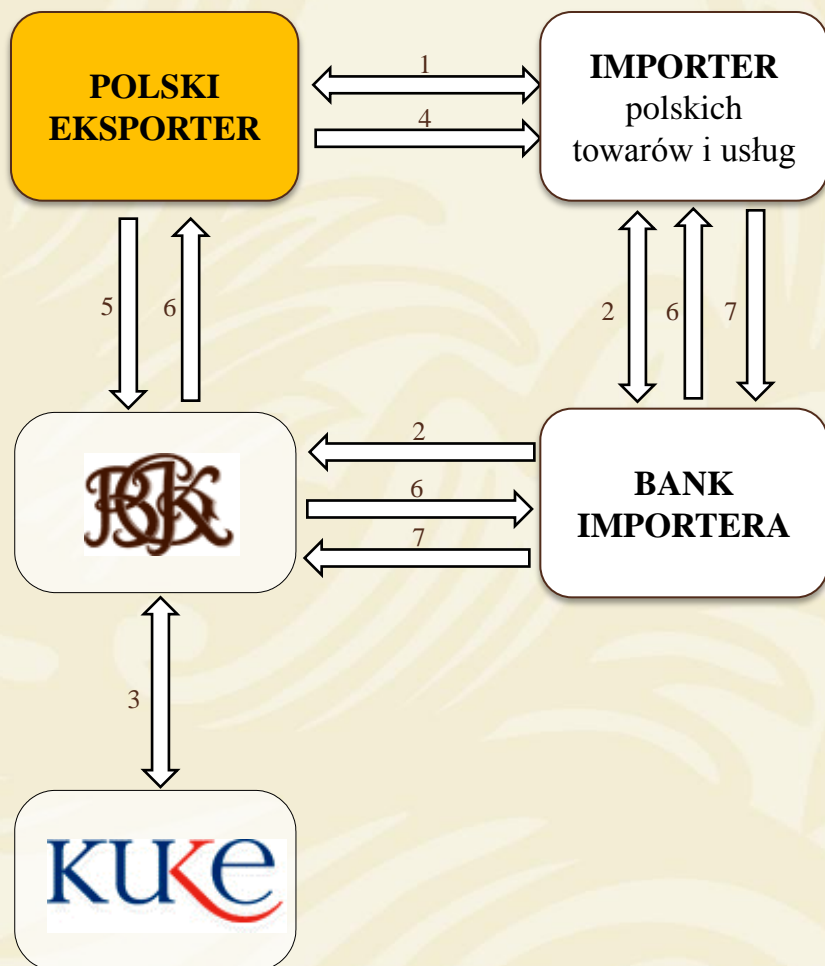 POLSKI
EKSPORTER
1
4
IMPORTER
polskich
towarów i usług
5
6
2
6
7
BGK
2
6
7
BANK
IMPORTERA
3
KUKE